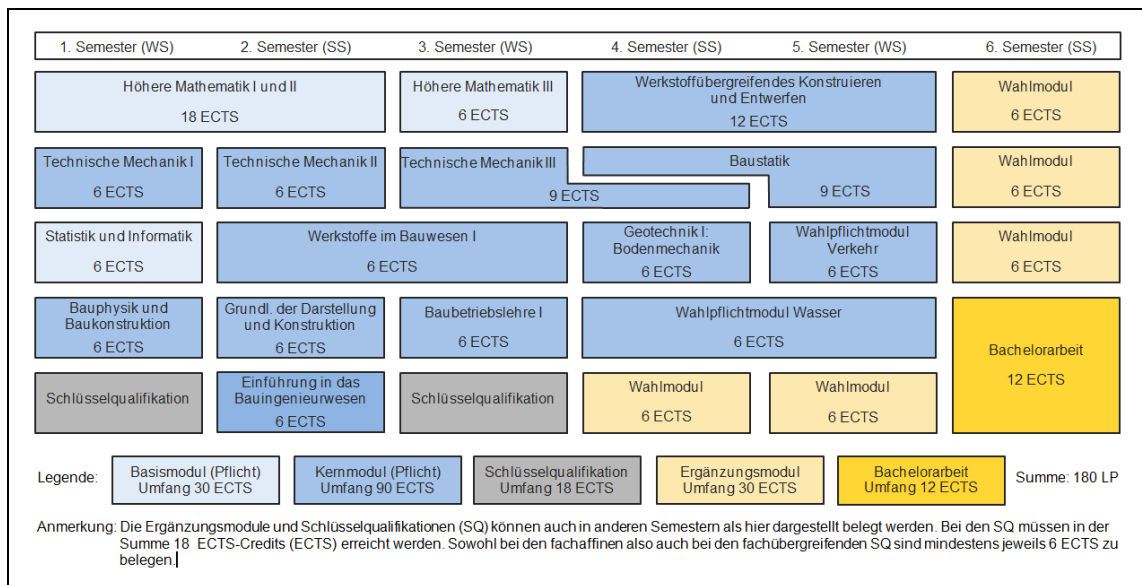 1. Semester (WS) 2. Semester (SS) 3. Semester (WS) 4. Semester (SS) 5. Semester (WS) 6. Semester (SS)
Höhere Mathematik I und II
18 ECTS
Höhere Mathematik III
6 ECTS
Werkstoffübergreifendes Konstruieren
und Entwerfen
12 ECTS
Wahlmodul
6 ECTS
Technische Mechanik I
6 ECTS
Technische Mechanik II
6 ECTS
Technische Mechanik III
9 ECTS
Baustatik
9 ECTS
Wahlmodul
6 ECTS
Statistik und Informatik
6 ECTS
Werkstoffe im Bauwesen I
6 ECTS
Geotechnik I:
Bodenmechanik
6 ECTS
Wahlpflichtmodul
Verkehr
6 ECTS
Wahlmodul
6 ECTS
Bauphysik und
Baukonstruktion
6 ECTS
Grundl. der Darstellung
und Konstruktion
6 ECTS
Baubetriebslehre I
6 ECTS
Wahlpflichtmodul Wasser
6 ECTS
Bachelorarbeit
12 ECTS
Schlüsselqualifikation
Einführung in das
Bauingenieurwesen
6 ECTS
Schlüsselqualifikation
Wahlmodul
6 ECTS
Wahlmodul
6 ECTS
Legende:
Basismodul (Pflicht)
Umfang 30 ECTS
Kernmodul (Pflicht)
Umfang 90 ECTS
Schlüsselqualifikation
Umfang 18 ECTS
Ergänzungsmodul
Umfang 30 ECTS
Bachelorarbeit
Umfang 12 ECTS
Summe: 180 LP
Anmerkung: Die Ergänzungsmodule und Schlüsselqualifikationen (SQ) können auch in anderen Semestern als hier dargestellt belegt werden. Bei den SQ müssen in der
Summe 18 ECTS-Credits (ECTS) erreicht werden. Sowohl bei den fachaffinen also auch bei den fachübergreifenden SQ sind mindestens jeweils 6 ECTS zu
belegen.